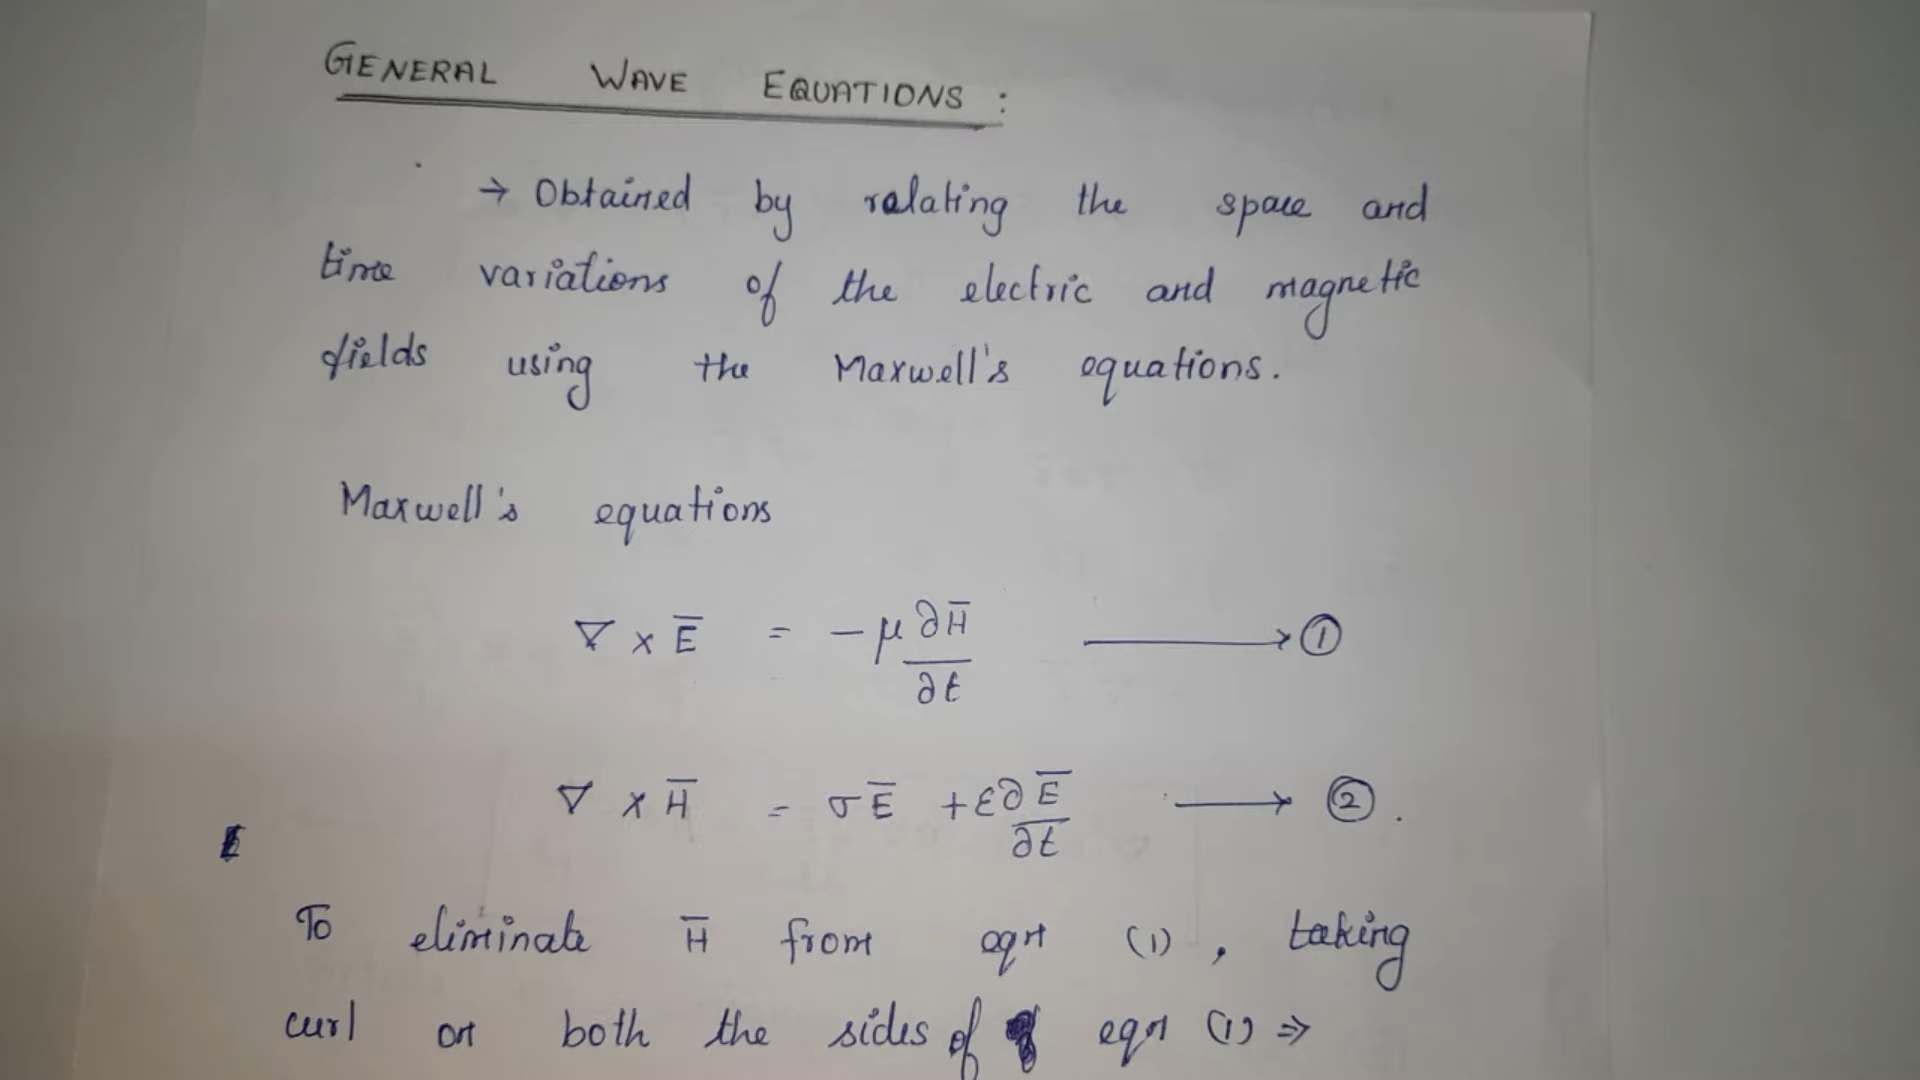 GENERAL WAVE EQUATIONS :
→ Obtained by relating the space and
time variations of the electric and magnetic
fields using the Maxwell's equations.
Maxwell's equations
∇ × E̅ = -μ ∂H̅/∂t → ①
∇ × H̅ = σE̅ + ε∂E̅/∂t → ② .
To eliminate H̅ from eqn (1) , taking
curl on both the sides of eqn (1) ⇒